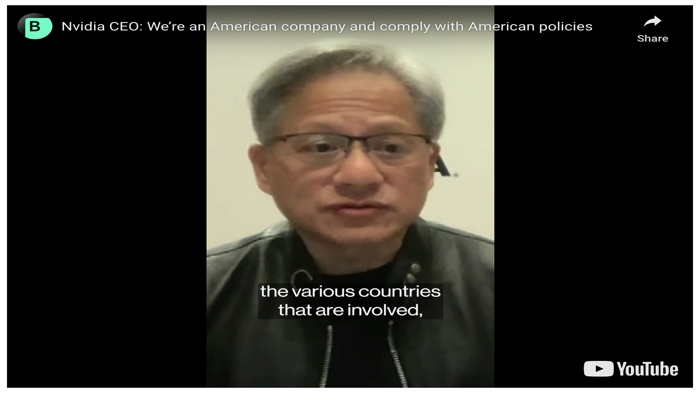 B
Nvidia CEO: We're an American company and comply with American policies
Share
A.
the various countries
that are involved,
YouTube